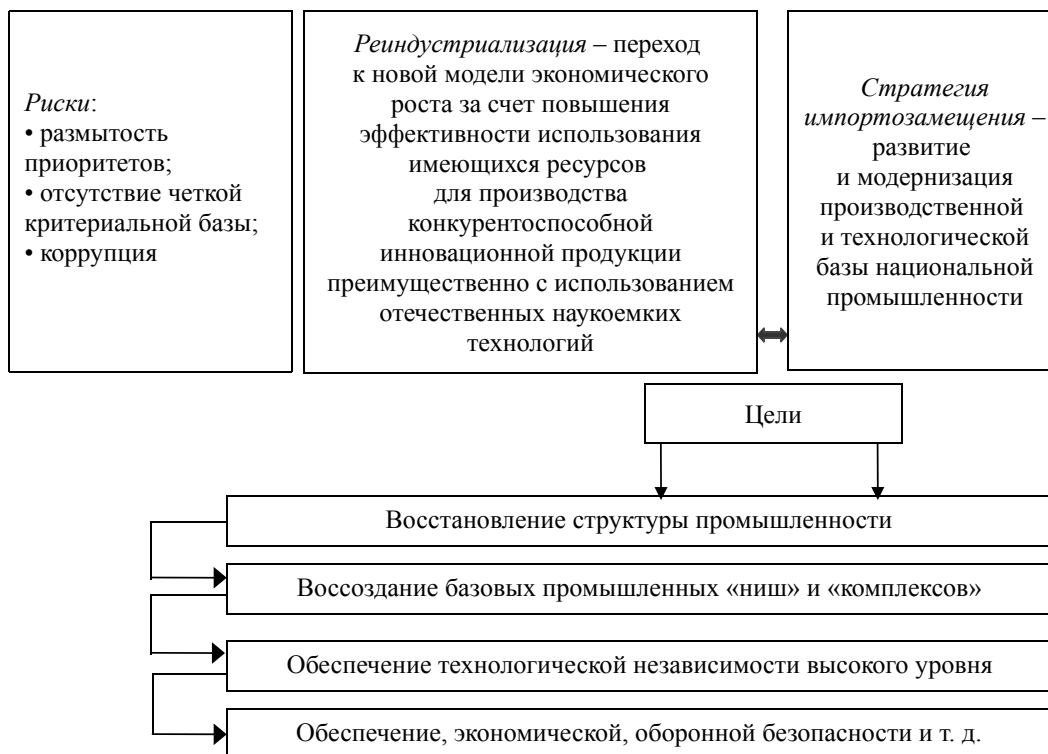 Риски:
• размытость
приоритетов;
• отсутствие четкой
критериальной базы;
• коррупция
Реиндустриализация – переход
к новой модели экономического
роста за счет повышения
эффективности использования
имеющихся ресурсов
для производства
конкурентоспособной
инновационной продукции
преимущественно с использованием
отечественных наукоемких
технологий
Стратегия
импортозамещения –
развитие
и модернизация
производственной
и технологической
базы национальной
промышленности
Цели
Восстановление структуры промышленности
Воссоздание базовых промышленных «ниш» и «комплексов»
Обеспечение технологической независимости высокого уровня
Обеспечение, экономической, оборонной безопасности и т. д.